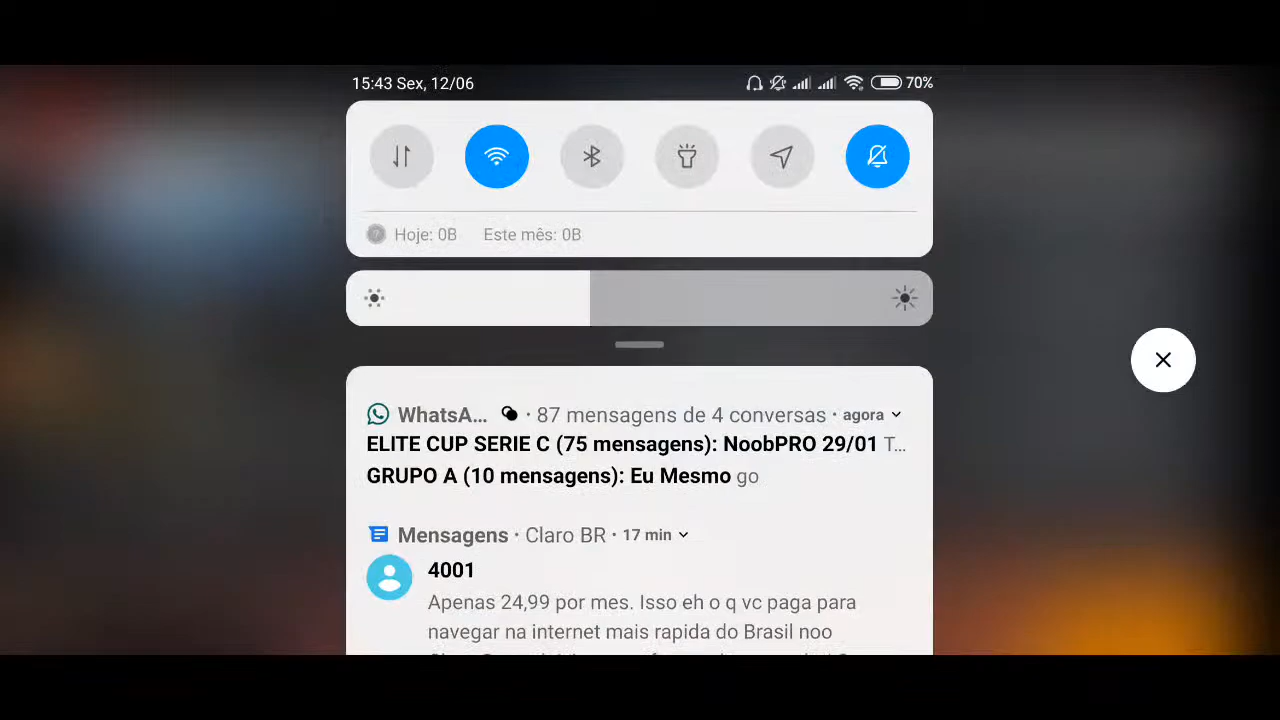 15:43 Sex, 12/06
70%
Hoje: 0B Este mês: 0B
WhatsA... · 87 mensagens de 4 conversas · agora
ELITE CUP SERIE C (75 mensagens): NoobPRO 29/01 T...
GRUPO A (10 mensagens): Eu Mesmo go
Mensagens · Claro BR · 17 min
4001
Apenas 24,99 por mes. Isso eh o q vc paga para
navegar na internet mais rapida do Brasil noo